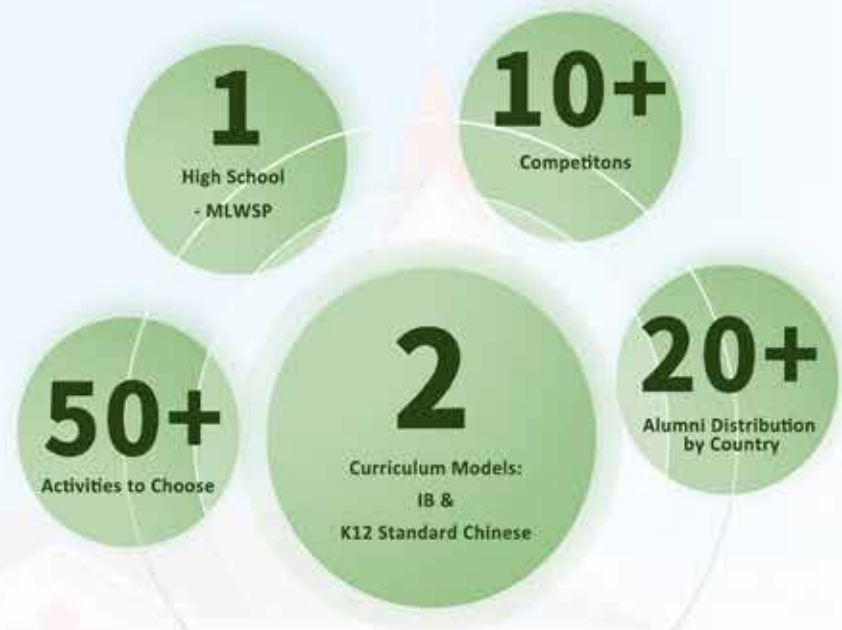 1
High School
- MLWSP
10+
Competitons
50+
Activities to Choose
2
Curriculum Models:
IB &
K12 Standard Chinese
20+
Alumni Distribution
by Country